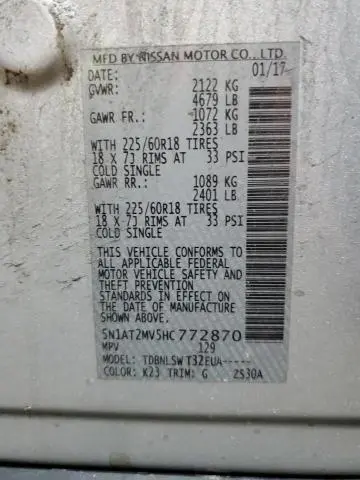 MFD BY NISSAN MOTOR CO., LTD.
DATE: 01/17
GVWR: 2122 KG
4679 LB
GAWR FR.: 1072 KG
2363 LB
WITH 225/60R18 TIRES
18 X 7J RIMS AT 33 PSI
COLD SINGLE
GAWR RR.: 1089 KG
2401 LB
WITH 225/60R18 TIRES
18 X 7J RIMS AT 33 PSI
COLD SINGLE
THIS VEHICLE CONFORMS TO
ALL APPLICABLE FEDERAL
MOTOR VEHICLE SAFETY AND
THEFT PREVENTION
STANDARDS IN EFFECT ON
THE DATE OF MANUFACTURE
SHOWN ABOVE.
5N1AT2MV5HC772870
MPV 129
MODEL: TDBNLSW T32EUA-----
COLOR: K23 TRIM: G ZS30A